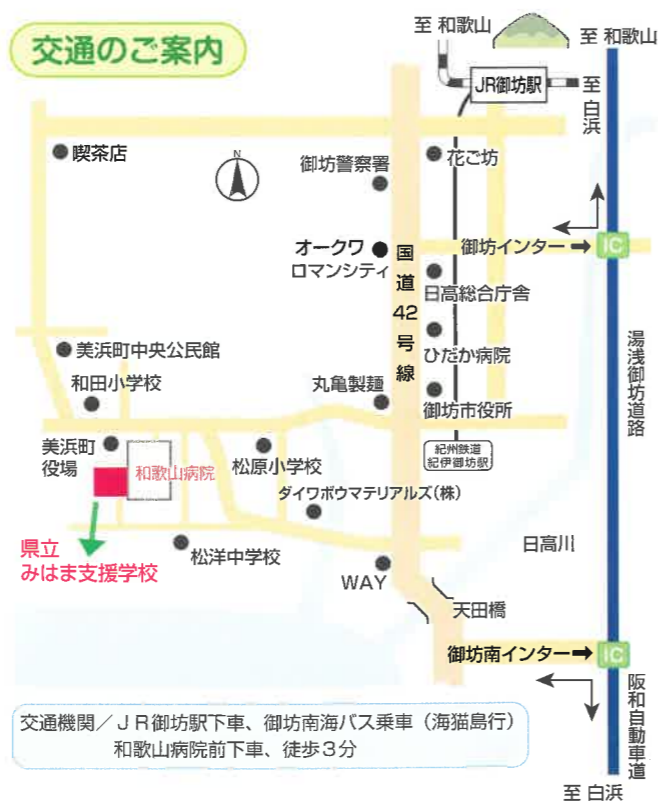 交通のご案内
至 和歌山
至 和歌山
JR御坊駅
至 白浜
喫茶店
N
御坊警察署
花ご坊
オークワ
ロマンシティ
国道42号線
御坊インター➡
IC
日高総合庁舎
ひだか病院
湯浅御坊道路
美浜町中央公民館
和田小学校
丸亀製麺
御坊市役所
美浜町
役場
和歌山病院
松原小学校
紀州鉄道
紀伊御坊駅
ダイワボウマテリアルズ(株)
県立
みはま支援学校
松洋中学校
日高川
WAY
天田橋
御坊南インター➡
IC
阪和自動車道
交通機関/JR御坊駅下車、御坊南海バス乗車(海猫島行)
和歌山病院前下車、徒歩3分
至 白浜